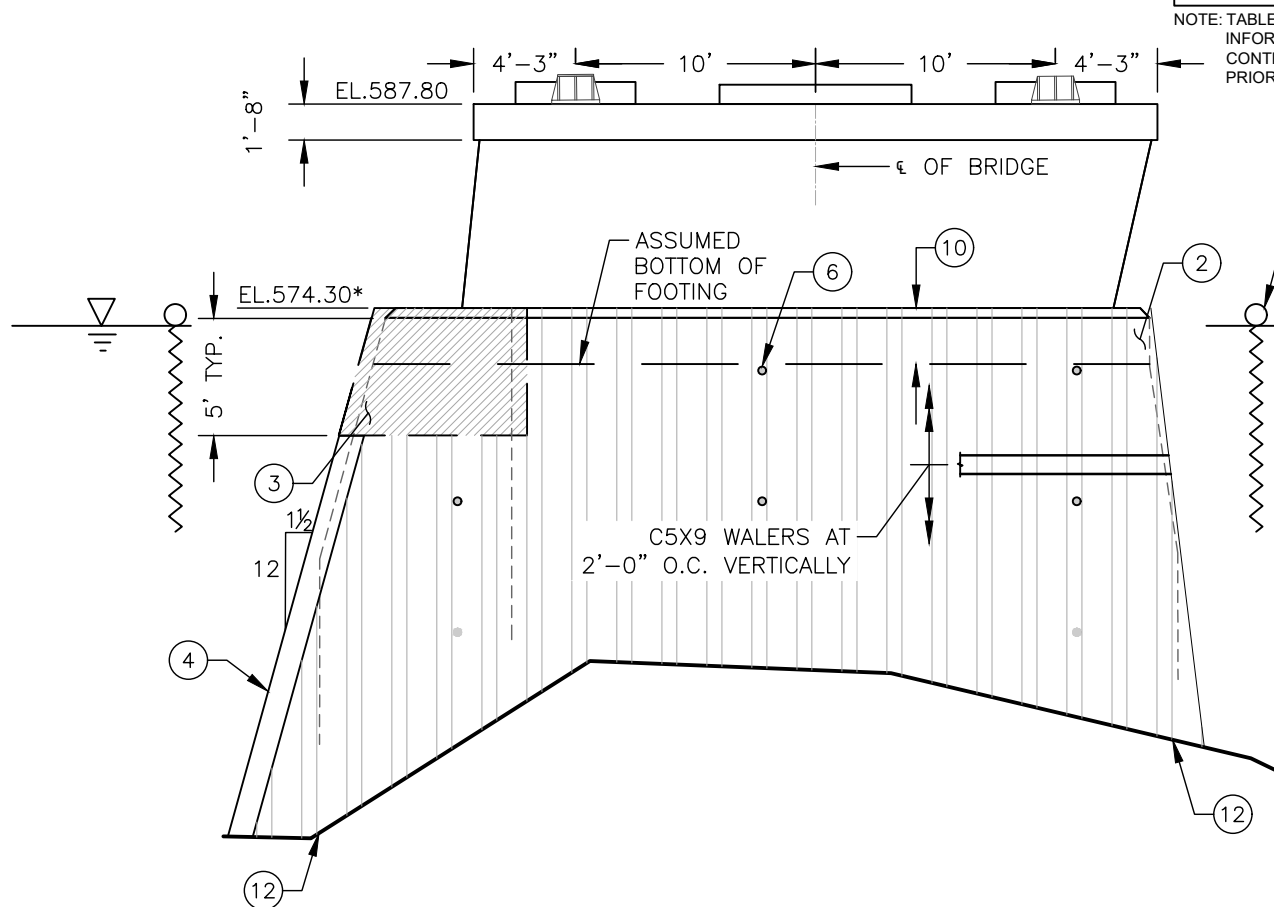 NOTE: TABLE
INFOR
CONT
PRIOR
4'-3" 10' 10' 4'-3"
EL.587.80
1'-8"
℄ OF BRIDGE
ASSUMED
BOTTOM OF
FOOTING
10
6
2
EL.574.30*
5' TYP.
3
1½
12
C5X9 WALERS AT
2'-0" O.C. VERTICALLY
4
12
12